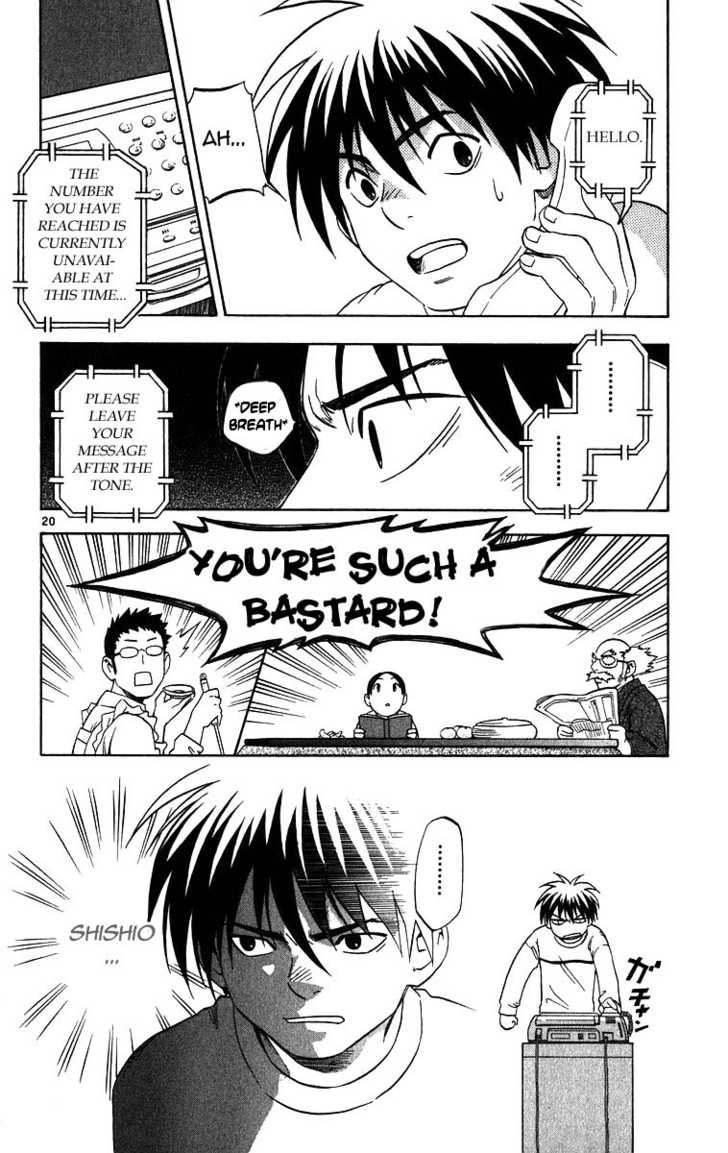 HELLO.
AH...
THE
NUMBER
YOU HAVE
REACHED IS
CURRENTLY
UNAVAI-
ABLE AT
THIS TIME...
.........
.........
"DEEP
BREATH"
PLEASE
LEAVE
YOUR
MESSAGE
AFTER THE
TONE.
20
YOU'RE SUCH A
BASTARD!
........
SHISHIO
...
ガチャン